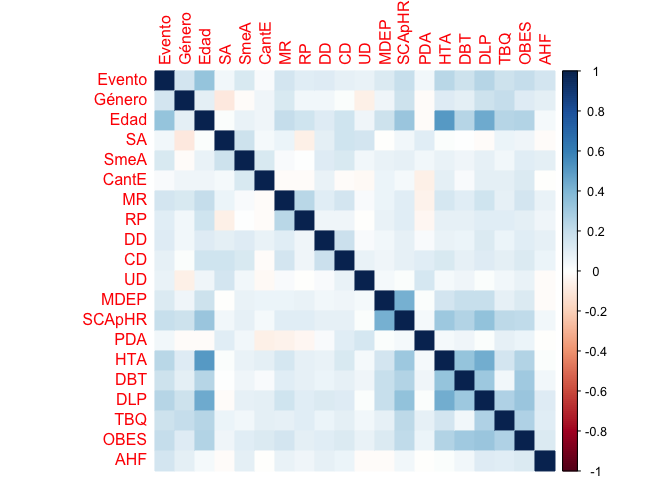 Evento Género Edad SA SmeA CantE MR RP DD CD UD MDEP SCApHR PDA HTA DBT DLP TBQ OBES AHF
Evento
Género
Edad
SA
SmeA
CantE
MR
RP
DD
CD
UD
MDEP
SCApHR
PDA
HTA
DBT
DLP
TBQ
OBES
AHF
1
0.8
0.6
0.4
0.2
0
-0.2
-0.4
-0.6
-0.8
-1